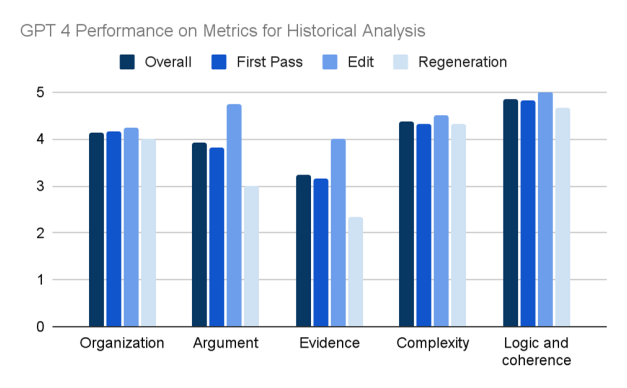 GPT 4 Performance on Metrics for Historical Analysis
Overall First Pass Edit Regeneration
5
4
3
2
1
0
Organization Argument Evidence Complexity Logic and
coherence